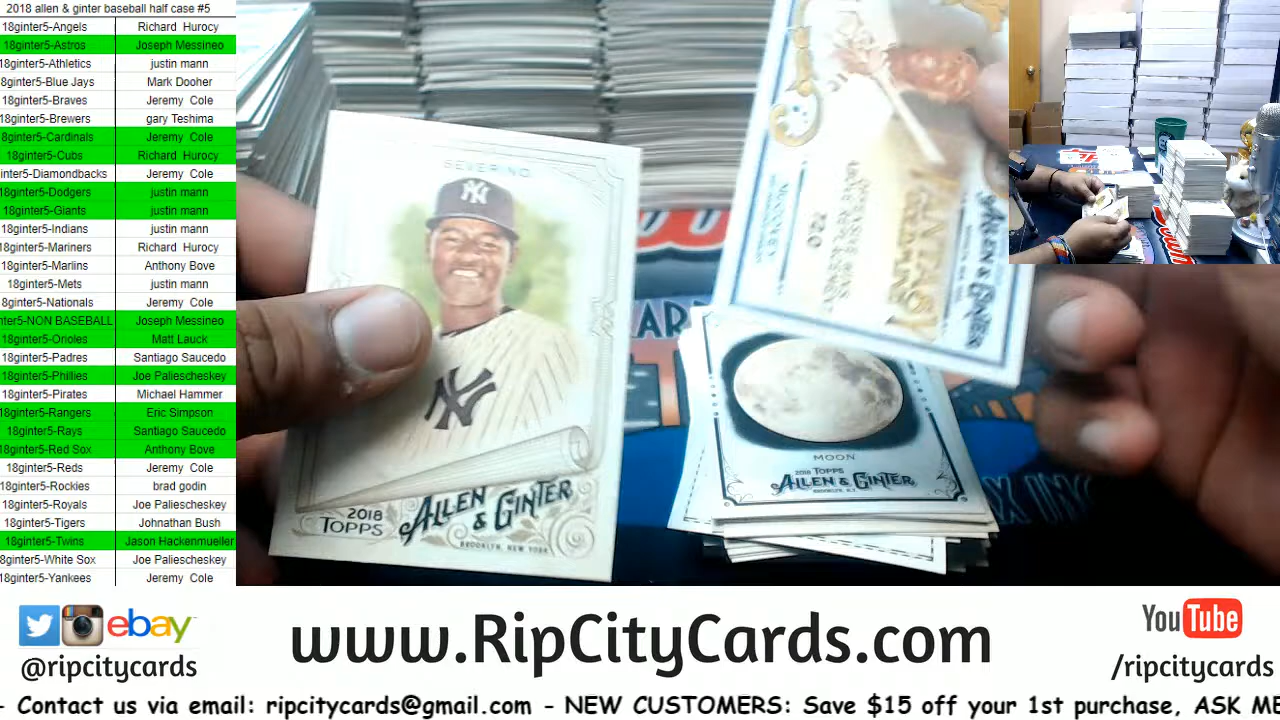 2018 allen & ginter baseball half case #5
18ginter5-Angels Richard Hurocy
18ginter5-Astros Joseph Messineo
18ginter5-Athletics justin mann
8ginter5-Blue Jays Mark Dooher
18ginter5-Braves Jeremy Cole
18ginter5-Brewers gary Teshima
8ginter5-Cardinals Jeremy Cole
18ginter5-Cubs Richard Hurocy
inter5-Diamondbacks Jeremy Cole
18ginter5-Dodgers justin mann
18ginter5-Giants justin mann
18ginter5-Indians justin mann
18ginter5-Mariners Richard Hurocy
18ginter5-Marlins Anthony Bove
18ginter5-Mets justin mann
8ginter5-Nationals Jeremy Cole
nter5-NON BASEBALL Joseph Messineo
18ginter5-Orioles Matt Lauck
18ginter5-Padres Santiago Saucedo
18ginter5-Phillies Joe Paliescheskey
18ginter5-Pirates Michael Hammer
18ginter5-Rangers Eric Simpson
18ginter5-Rays Santiago Saucedo
18ginter5-Red Sox Anthony Bove
18ginter5-Reds Jeremy Cole
18ginter5-Rockies brad godin
18ginter5-Royals Joe Paliescheskey
18ginter5-Tigers Johnathan Bush
18ginter5-Twins Jason Hackenmueller
18ginter5-White Sox Joe Paliescheskey
18ginter5-Yankees Jeremy Cole
SEVERINO
NY
NY
2018
TOPPS
ALLEN
& GINTER
BROOKLYN, NEW YORK
MOON
2018 TOPPS
ALLEN & GINTER
BROOKLYN, N.Y.
ALLEN & GINTER
ebay
@ripcitycards
www.RipCityCards.com
YouTube
/ripcitycards
- Contact us via email: ripcitycards@gmail.com - NEW CUSTOMERS: Save $15 off your 1st purchase, ASK ME